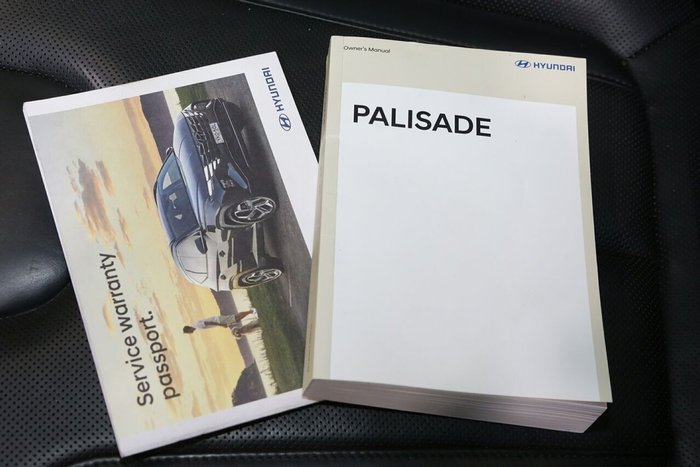 Owner's Manual
HYUNDAI
PALISADE
HYUNDAI
Service warranty
passport.